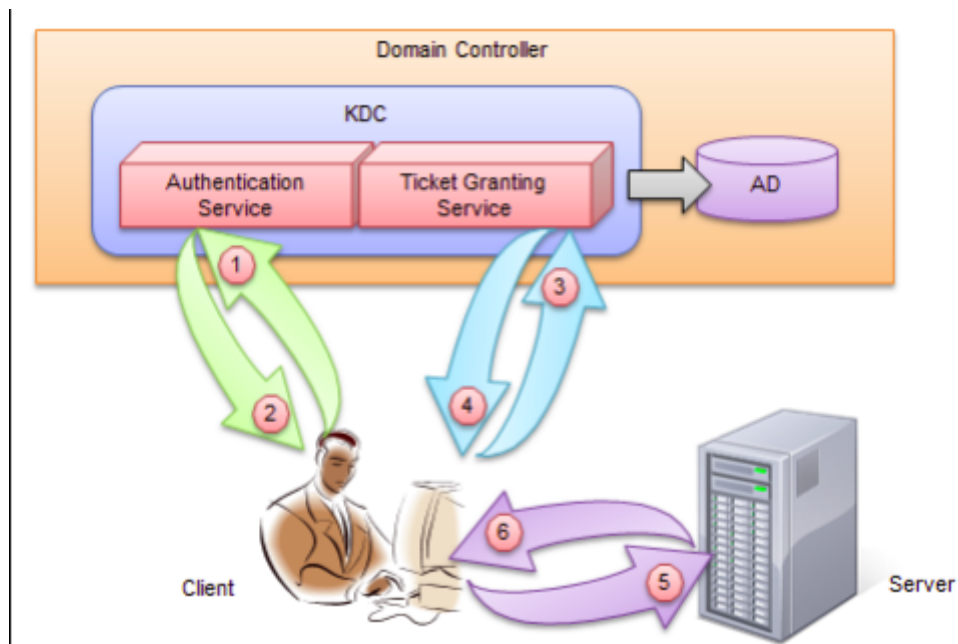 Domain Controller
KDC
Authentication
Service
Ticket Granting
Service
AD
1
3
2
4
6
5
Client
Server